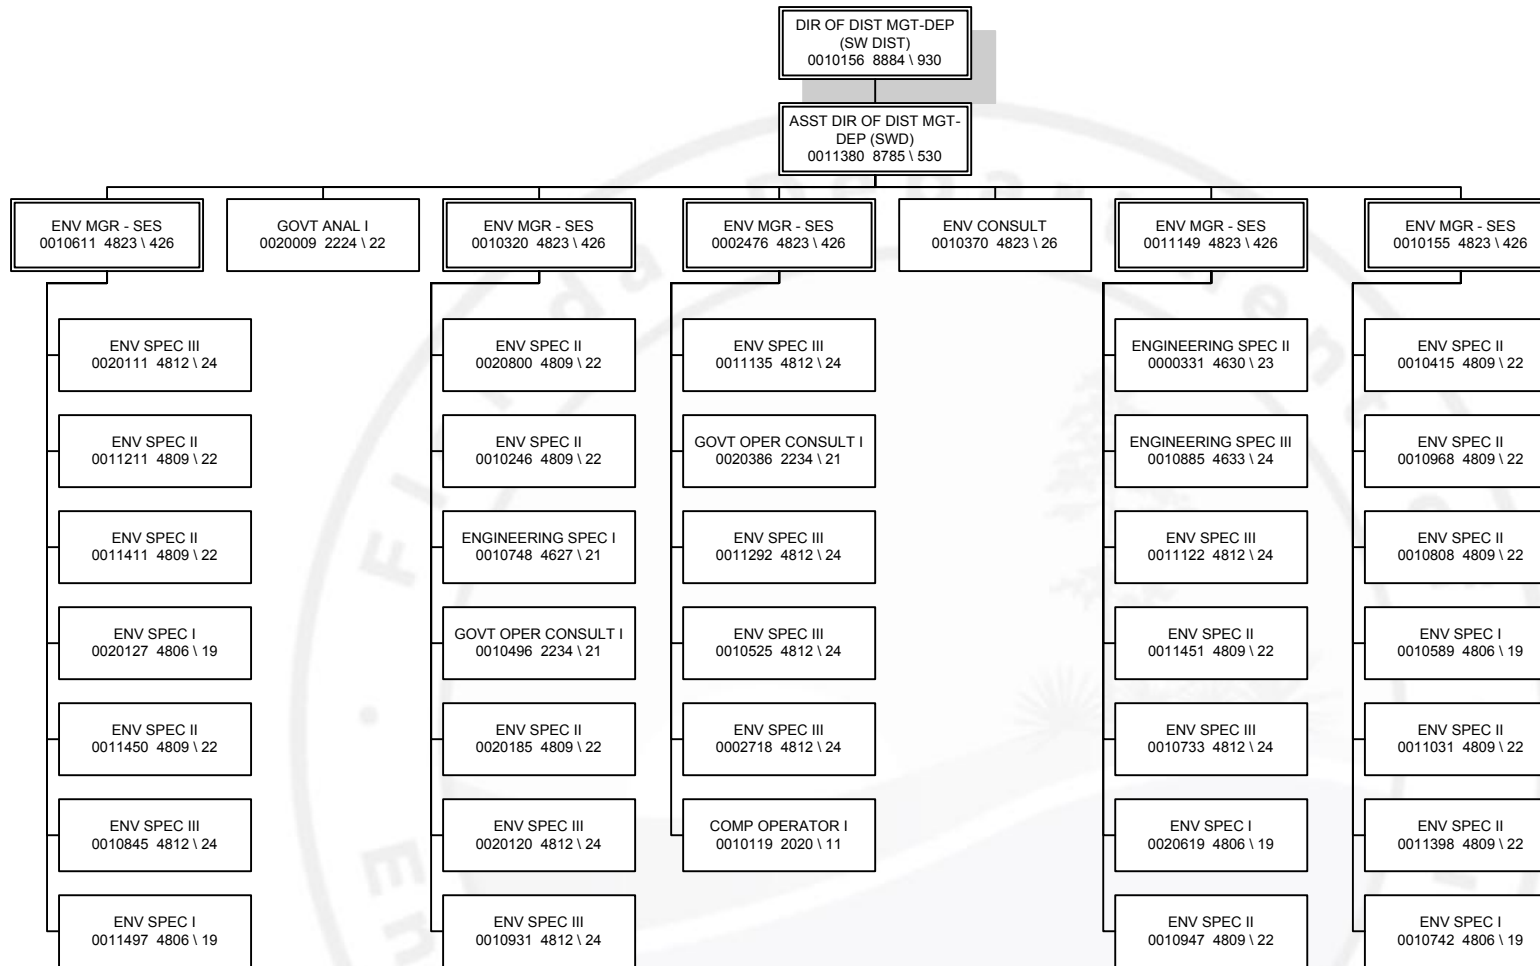 DIR OF DIST MGT-DEP
(SW DIST)
0010156 8884 \ 930
ASST DIR OF DIST MGT-
DEP (SWD)
0011380 8785 \ 530
ENV MGR - SES
0010611 4823 \ 426
GOVT ANAL I
0020009 2224 \ 22
ENV MGR - SES
0010320 4823 \ 426
ENV MGR - SES
0002476 4823 \ 426
ENV CONSULT
0010370 4823 \ 26
ENV MGR - SES
0011149 4823 \ 426
ENV MGR - SES
0010155 4823 \ 426
ENV SPEC III
0020111 4812 \ 24
ENV SPEC II
0011211 4809 \ 22
ENV SPEC II
0011411 4809 \ 22
ENV SPEC I
0020127 4806 \ 19
ENV SPEC II
0011450 4809 \ 22
ENV SPEC III
0010845 4812 \ 24
ENV SPEC I
0011497 4806 \ 19
ENV SPEC II
0020800 4809 \ 22
ENV SPEC II
0010246 4809 \ 22
ENGINEERING SPEC I
0010748 4627 \ 21
GOVT OPER CONSULT I
0010496 2234 \ 21
ENV SPEC II
0020185 4809 \ 22
ENV SPEC III
0020120 4812 \ 24
ENV SPEC III
0010931 4812 \ 24
ENV SPEC III
0011135 4812 \ 24
GOVT OPER CONSULT I
0020386 2234 \ 21
ENV SPEC III
0011292 4812 \ 24
ENV SPEC III
0010525 4812 \ 24
ENV SPEC III
0002718 4812 \ 24
COMP OPERATOR I
0010119 2020 \ 11
ENGINEERING SPEC II
0000331 4630 \ 23
ENGINEERING SPEC III
0010885 4633 \ 24
ENV SPEC III
0011122 4812 \ 24
ENV SPEC II
0011451 4809 \ 22
ENV SPEC III
0010733 4812 \ 24
ENV SPEC I
0020619 4806 \ 19
ENV SPEC II
0010947 4809 \ 22
ENV SPEC II
0010415 4809 \ 22
ENV SPEC II
0010968 4809 \ 22
ENV SPEC II
0010808 4809 \ 22
ENV SPEC I
0010589 4806 \ 19
ENV SPEC II
0011031 4809 \ 22
ENV SPEC II
0011398 4809 \ 22
ENV SPEC I
0010742 4806 \ 19
Florida Department